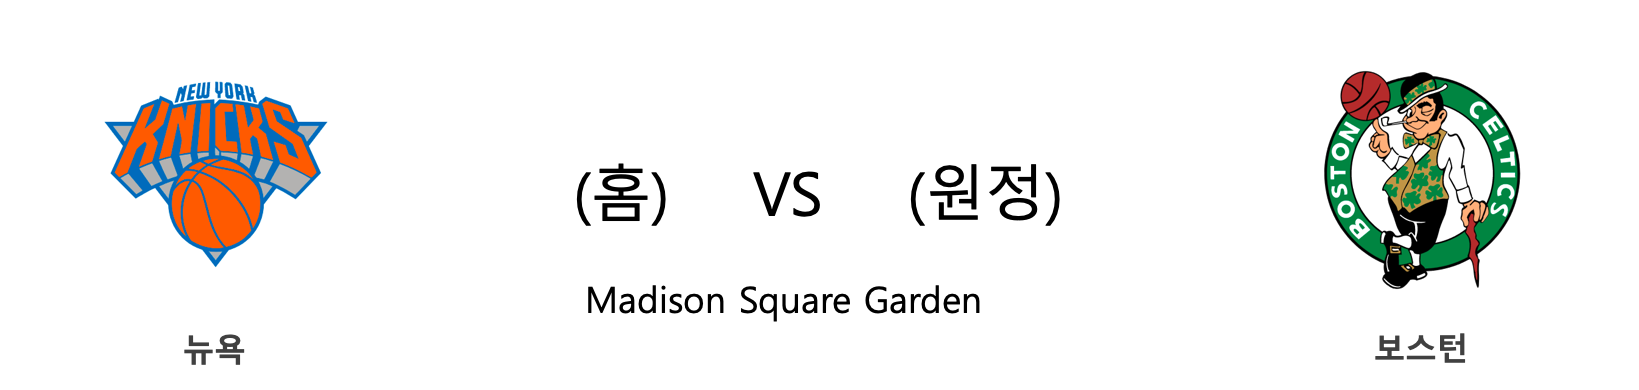 NEW YORK
KNICKS
BOSTON CELTICS
(홈) VS (원정)
Madison Square Garden
뉴욕
보스턴